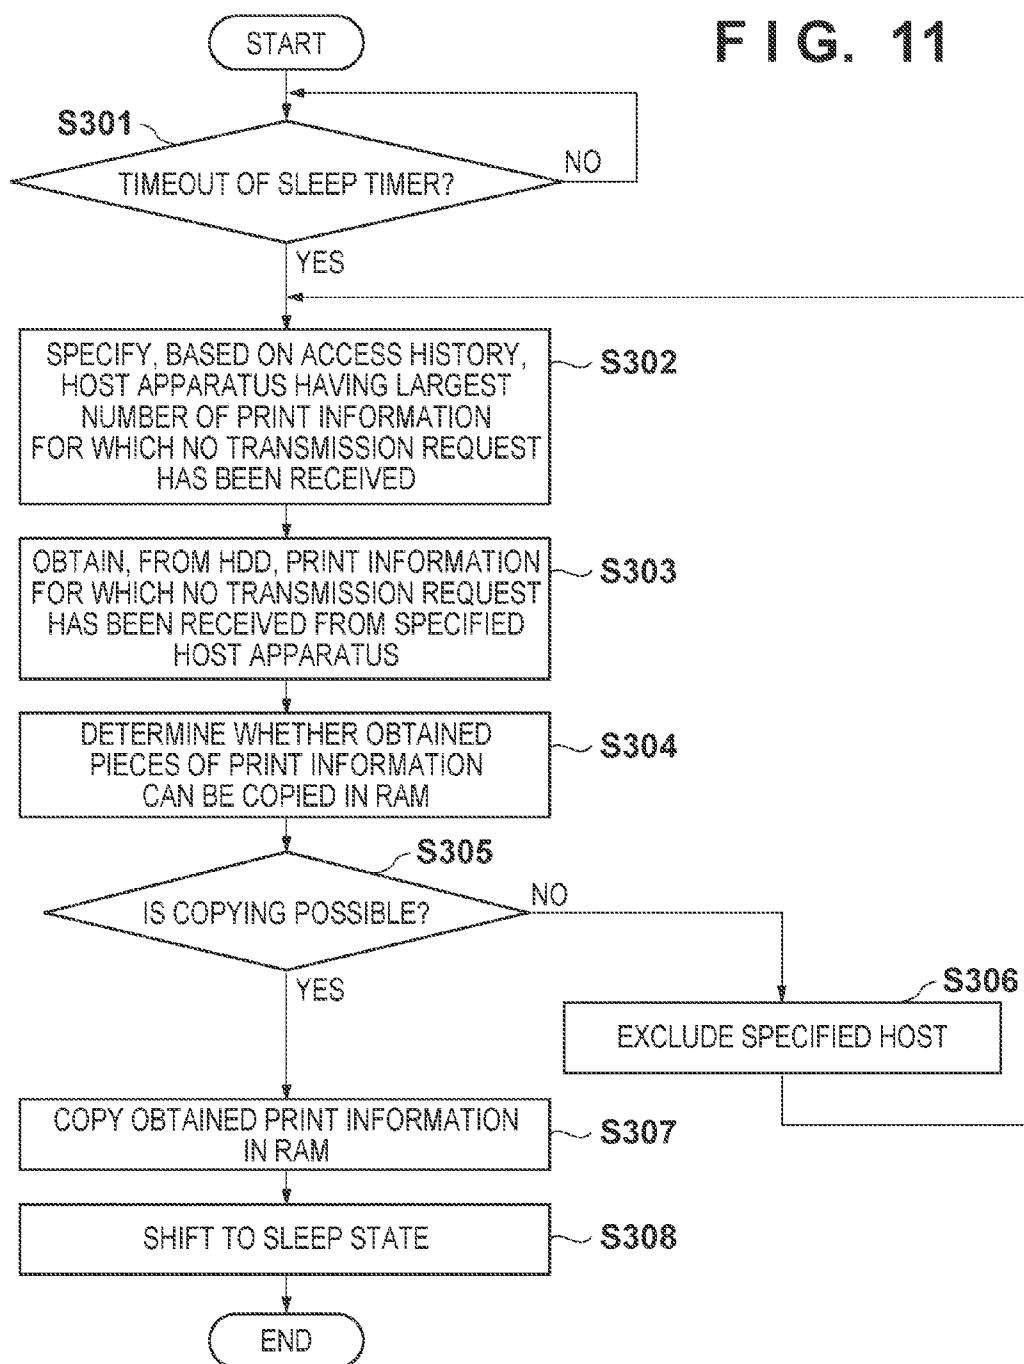 FIG. 11
START
S301
TIMEOUT OF SLEEP TIMER?
NO
YES
SPECIFY, BASED ON ACCESS HISTORY,
HOST APPARATUS HAVING LARGEST
NUMBER OF PRINT INFORMATION
FOR WHICH NO TRANSMISSION REQUEST
HAS BEEN RECEIVED
S302
OBTAIN, FROM HDD, PRINT INFORMATION
FOR WHICH NO TRANSMISSION REQUEST
HAS BEEN RECEIVED FROM SPECIFIED
HOST APPARATUS
S303
DETERMINE WHETHER OBTAINED
PIECES OF PRINT INFORMATION
CAN BE COPIED IN RAM
S304
S305
IS COPYING POSSIBLE?
NO
YES
S306
EXCLUDE SPECIFIED HOST
COPY OBTAINED PRINT INFORMATION
IN RAM
S307
SHIFT TO SLEEP STATE
S308
END